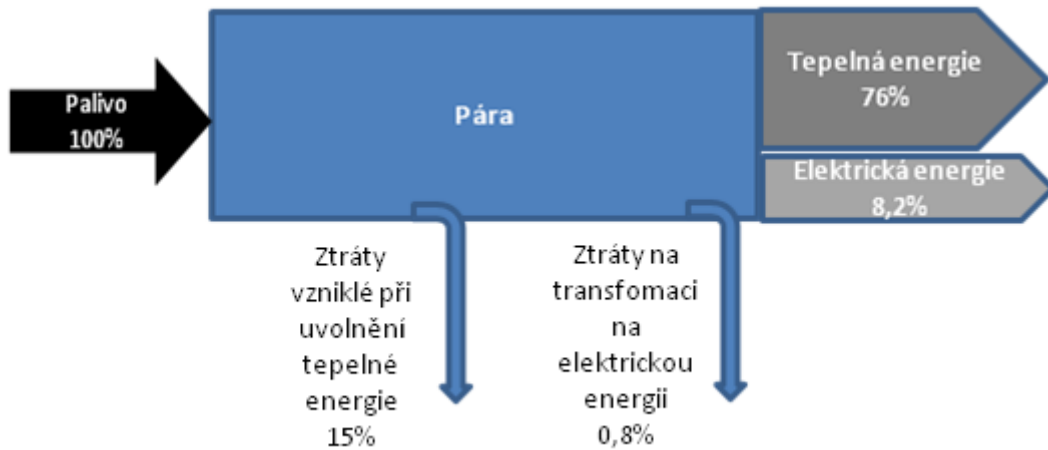 Palivo
100%
Pára
Tepelná energie
76%
Elektrická energie
8,2%
Ztráty
vzniklé při
uvolnění
tepelné
energie
15%
Ztráty na
transfomaci
na
elektrickou
energii
0,8%